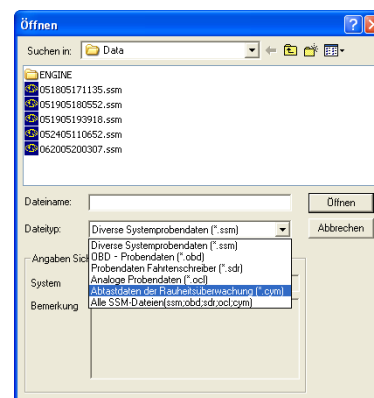 Öffnen
Suchen in: Data
ENGINE
051805171135.ssm
051905180552.ssm
051905193918.ssm
052405110652.ssm
062005200307.ssm
Dateiname: Öffnen
Dateityp: Diverse Systemprobendaten (*.ssm) Abbrechen
Diverse Systemprobendaten (*.ssm)
OBD - Probendaten (*.obd)
Probendaten Fahrtenschreiber (*.sdr)
Analoge Probendaten (*.ocl)
Abtastdaten der Rauheitsüberwachung (*.cym)
Alle SSM-Dateien(ssm;obd;sdr;ocl;cym)
Angaben Sich
System
Bemerkung